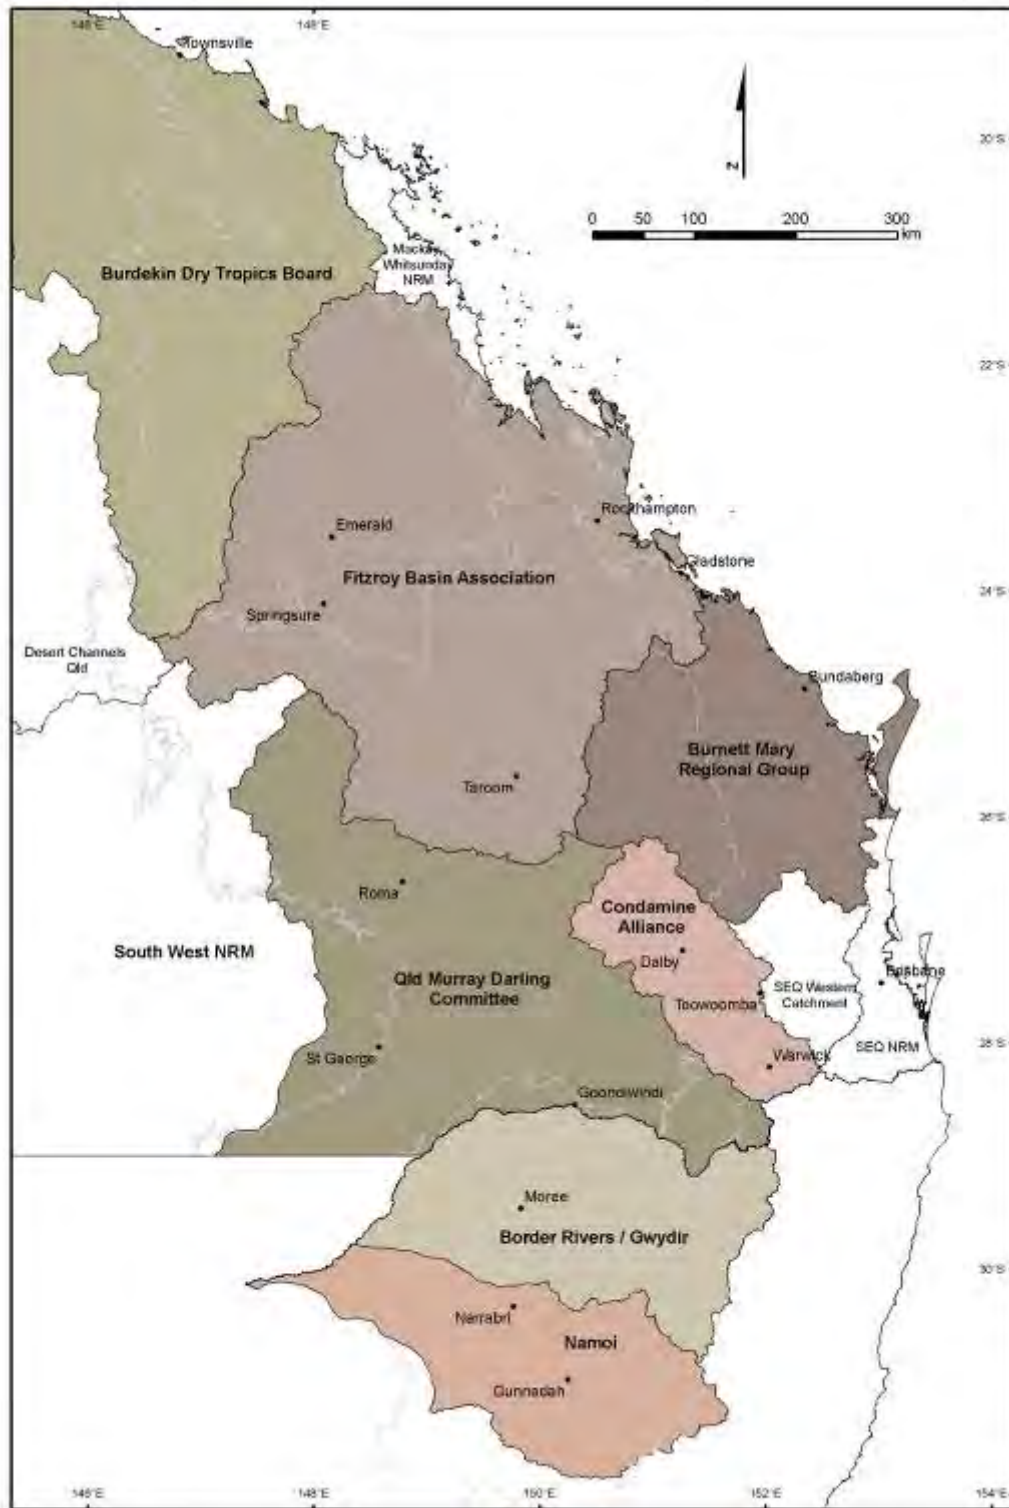 146°E
148°E
Townsville
20°S
N
0 50 100 200 300
km
Mackay
Whitsunday
NRM
Burdekin Dry Tropics Board
22°S
Rockhampton
Emerald
Gladstone
Fitzroy Basin Association
24°S
Springsure
Desert Channels
Qld
Bundaberg
Burnett Mary
Regional Group
Taroom
26°S
Roma
Condamine
Alliance
South West NRM
Dalby
Qld Murray Darling
Committee
SEQ Western
Catchment
Brisbane
Toowoomba
St George
SEQ NRM
28°S
Warwick
Goondiwindi
Moree
Border Rivers / Gwydir
30°S
Narrabri
Namoi
Gunnedah
146°E
148°E
150°E
152°E
154°E